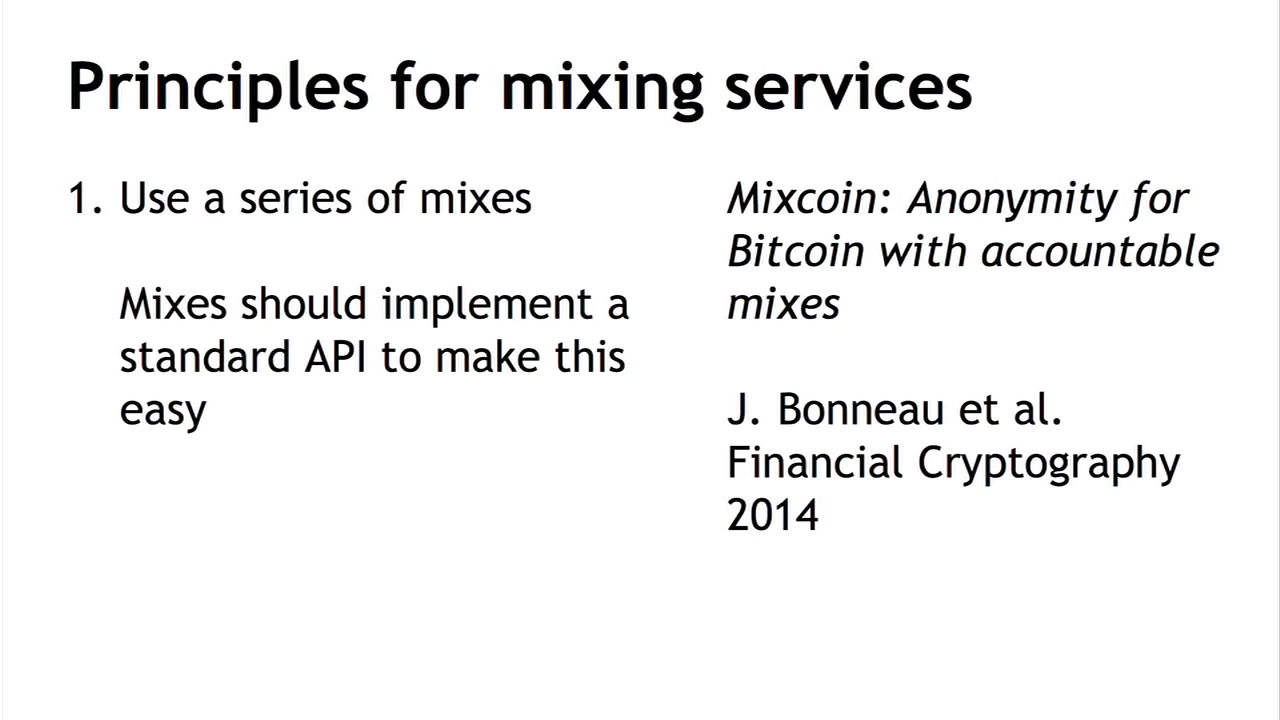 Principles for mixing services
1. Use a series of mixes
Mixes should implement a
standard API to make this
easy
Mixcoin: Anonymity for
Bitcoin with accountable
mixes
J. Bonneau et al.
Financial Cryptography
2014